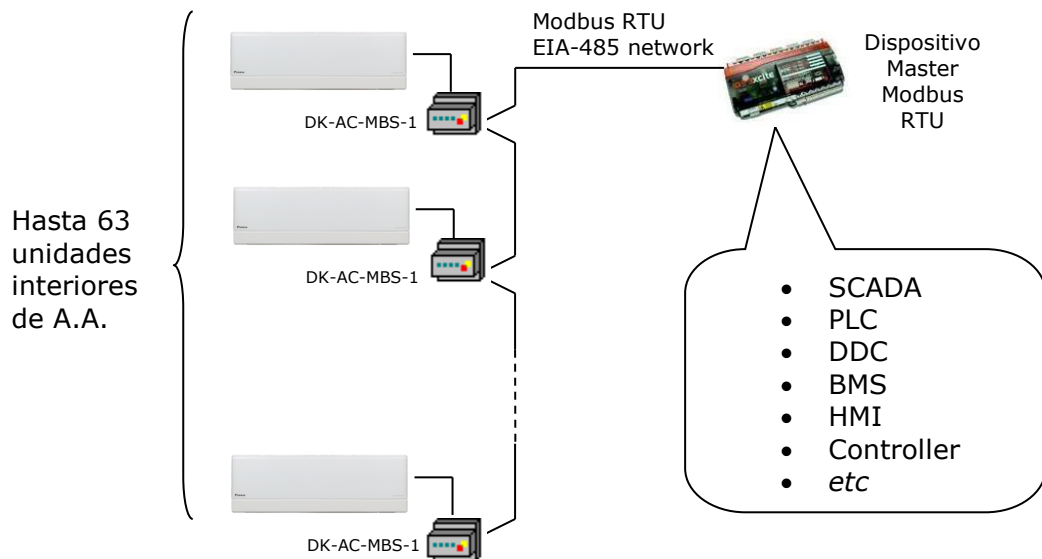 Modbus RTU
EIA-485 network
Dispositivo
Master
Modbus
RTU
xcite
DK-AC-MBS-1
Hasta 63
unidades
interiores
de A.A.
DK-AC-MBS-1
• SCADA
• PLC
• DDC
• BMS
• HMI
• Controller
• etc
DK-AC-MBS-1